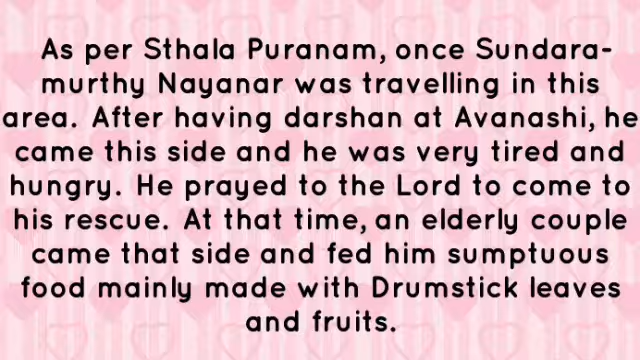 As per Sthala Puranam, once Sundara-
murthy Nayanar was travelling in this
area. After having darshan at Avanashi, he
came this side and he was very tired and
hungry. He prayed to the Lord to come to
his rescue. At that time, an elderly couple
came that side and fed him sumptuous
food mainly made with Drumstick leaves
and fruits.